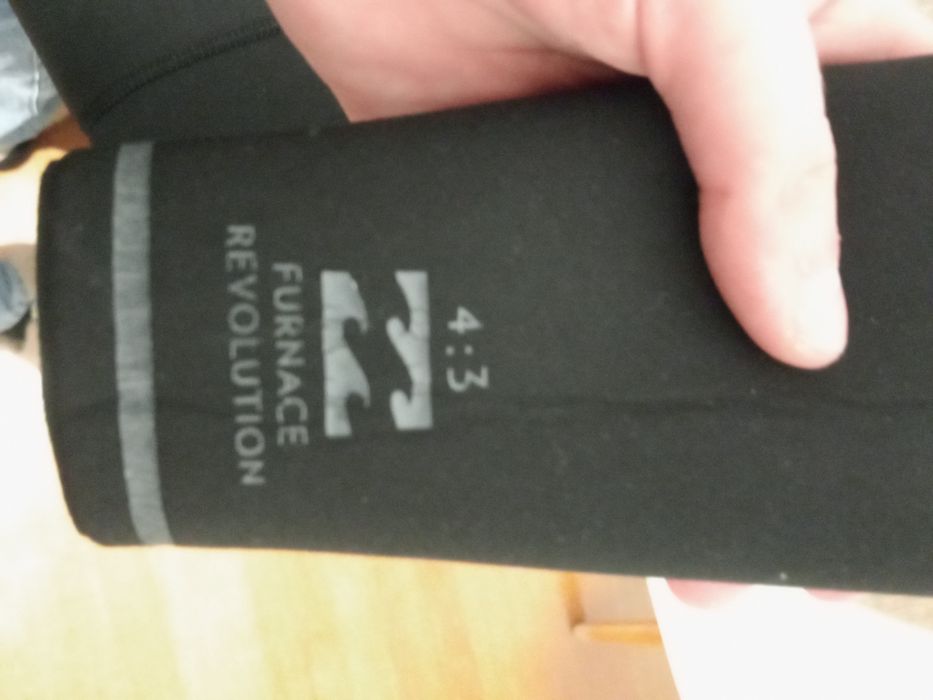 4:3
FURNACE
REVOLUTION